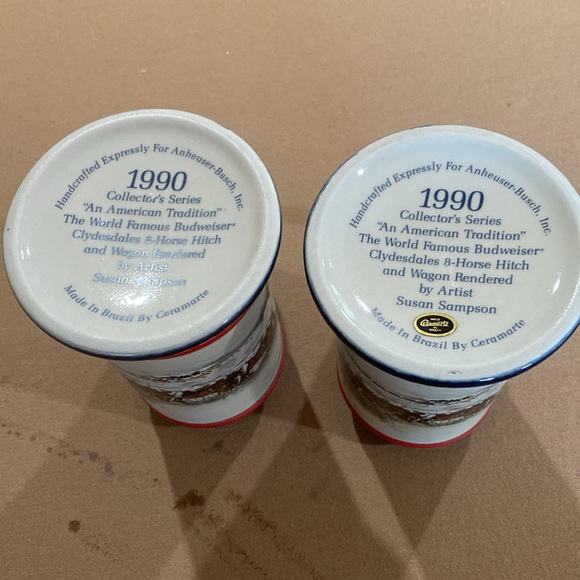 Handcrafted Expressly For Anheuser-Busch, Inc.
1990
Collector's Series
"An American Tradition"
The World Famous Budweiser®
Clydesdales 8-Horse Hitch
and Wagon Rendered
by Artist
Susan Sampson
Made In Brazil By Ceramarte
Handcrafted Expressly For Anheuser-Busch, Inc.
1990
Collector's Series
"An American Tradition"
The World Famous Budweiser®
Clydesdales 8-Horse Hitch
and Wagon Rendered
by Artist
Susan Sampson
Ceramarte
Made In Brazil By Ceramarte